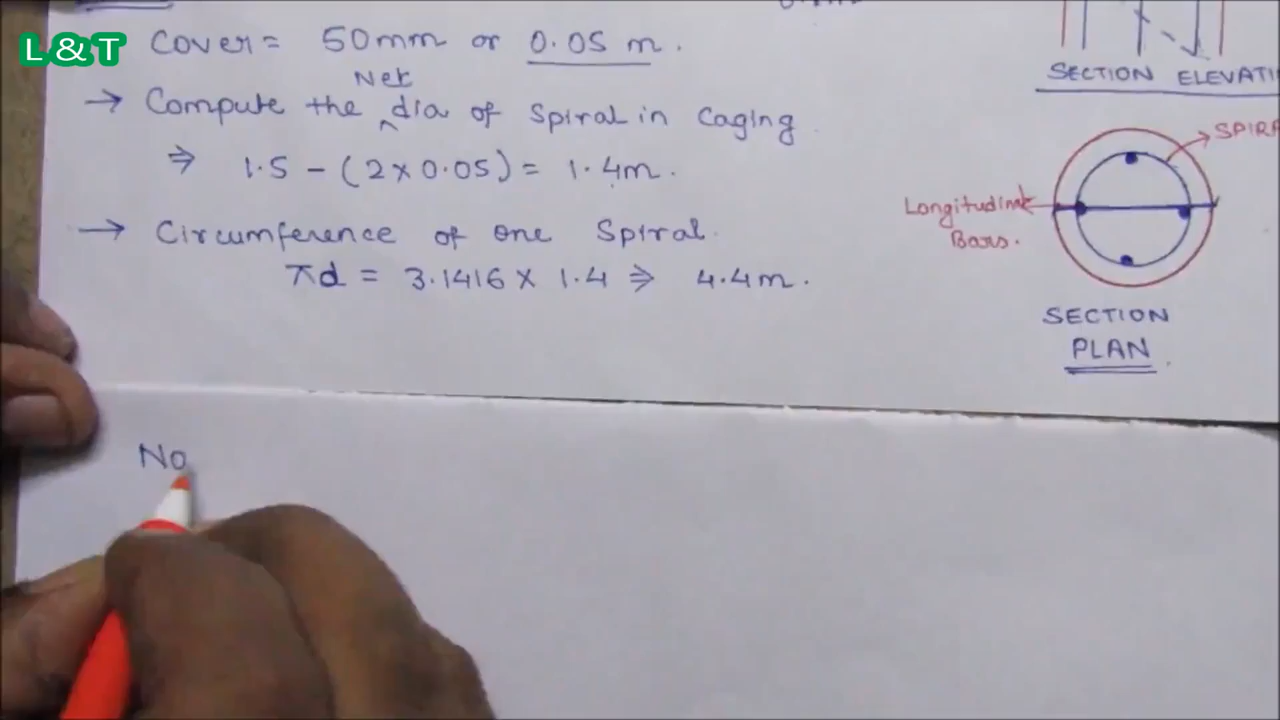 L&T
Cover = 50mm or 0.05 m.
Net
→ Compute the ^ dia of Spiral in Caging
⇒ 1.5 - (2 x 0.05) = 1.4m.
→ Circumference of One Spiral.
πd = 3.1416 x 1.4 ⇒ 4.4m.
No
SECTION ELEVATI
SPIRA
Longitudinal
Bars.
SECTION
PLAN